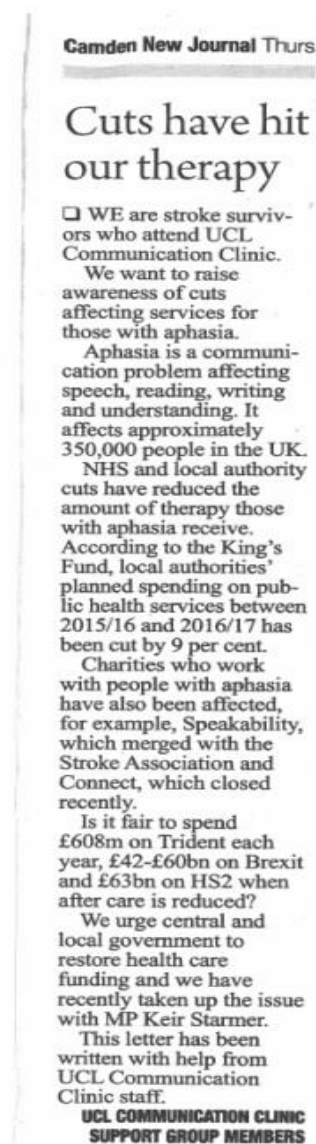 Camden New Journal Thurs
Cuts have hit
our therapy
❏ WE are stroke surviv-
ors who attend UCL
Communication Clinic.
We want to raise
awareness of cuts
affecting services for
those with aphasia.
Aphasia is a communi-
cation problem affecting
speech, reading, writing
and understanding. It
affects approximately
350,000 people in the UK.
NHS and local authority
cuts have reduced the
amount of therapy those
with aphasia receive.
According to the King's
Fund, local authorities'
planned spending on pub-
lic health services between
2015/16 and 2016/17 has
been cut by 9 per cent.
Charities who work
with people with aphasia
have also been affected,
for example, Speakability,
which merged with the
Stroke Association and
Connect, which closed
recently.
Is it fair to spend
£608m on Trident each
year, £42-£60bn on Brexit
and £63bn on HS2 when
after care is reduced?
We urge central and
local government to
restore health care
funding and we have
recently taken up the issue
with MP Keir Starmer.
This letter has been
written with help from
UCL Communication
Clinic staff.
UCL COMMUNICATION CLINIC
SUPPORT GROUP MEMBERS